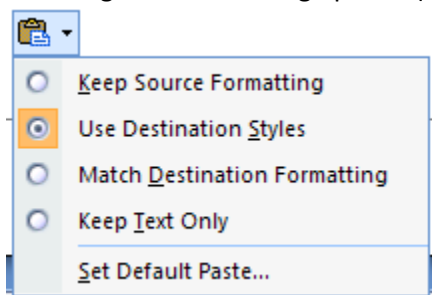 Keep Source Formatting
Use Destination Styles
Match Destination Formatting
Keep Text Only
Set Default Paste...